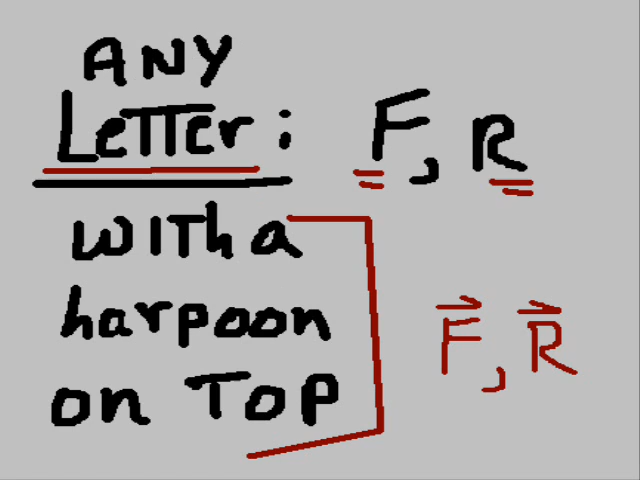 ANY
Letter: F, R
with a
harpoon
on TOP
F⃗, R⃗